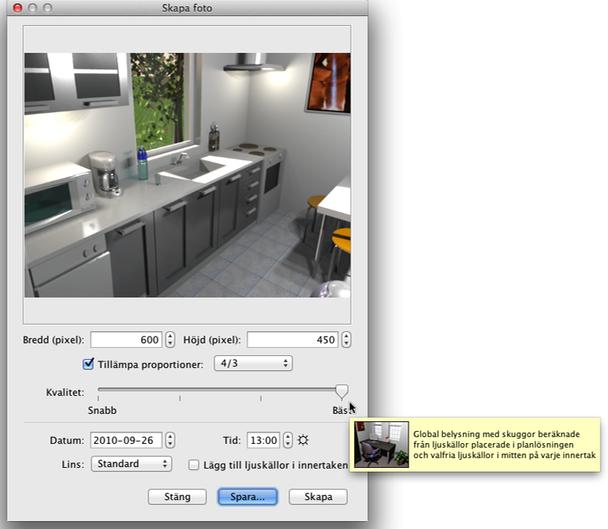 Skapa foto
Bredd (pixel): 600 Höjd (pixel): 450
Tillämpa proportioner: 4/3
Kvalitet:
Snabb Bäst
Global belysning med skuggor beräknade
från ljuskällor placerade i planlösningen
och valfria ljuskällor i mitten på varje innertak
Datum: 2010-09-26 Tid: 13:00
Lins: Standard Lägg till ljuskällor i innertaken
Stäng Spara... Skapa